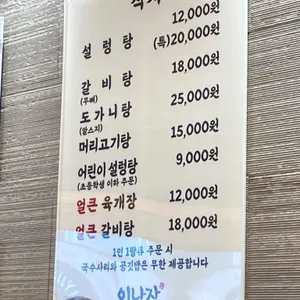 식사
12,000원
설렁탕 (특)20,000원
갈비탕 18,000원
(뚜배)
도가니탕 25,000원
(맘스지)
머리고기탕 15,000원
어린이 설렁탕 9,000원
(초등학생 이하 주문)
얼큰 육개장 12,000원
얼큰 갈비탕 18,000원
1인 1탕류 주문 시
국수사리와 공깃밥은 무한 제공합니다